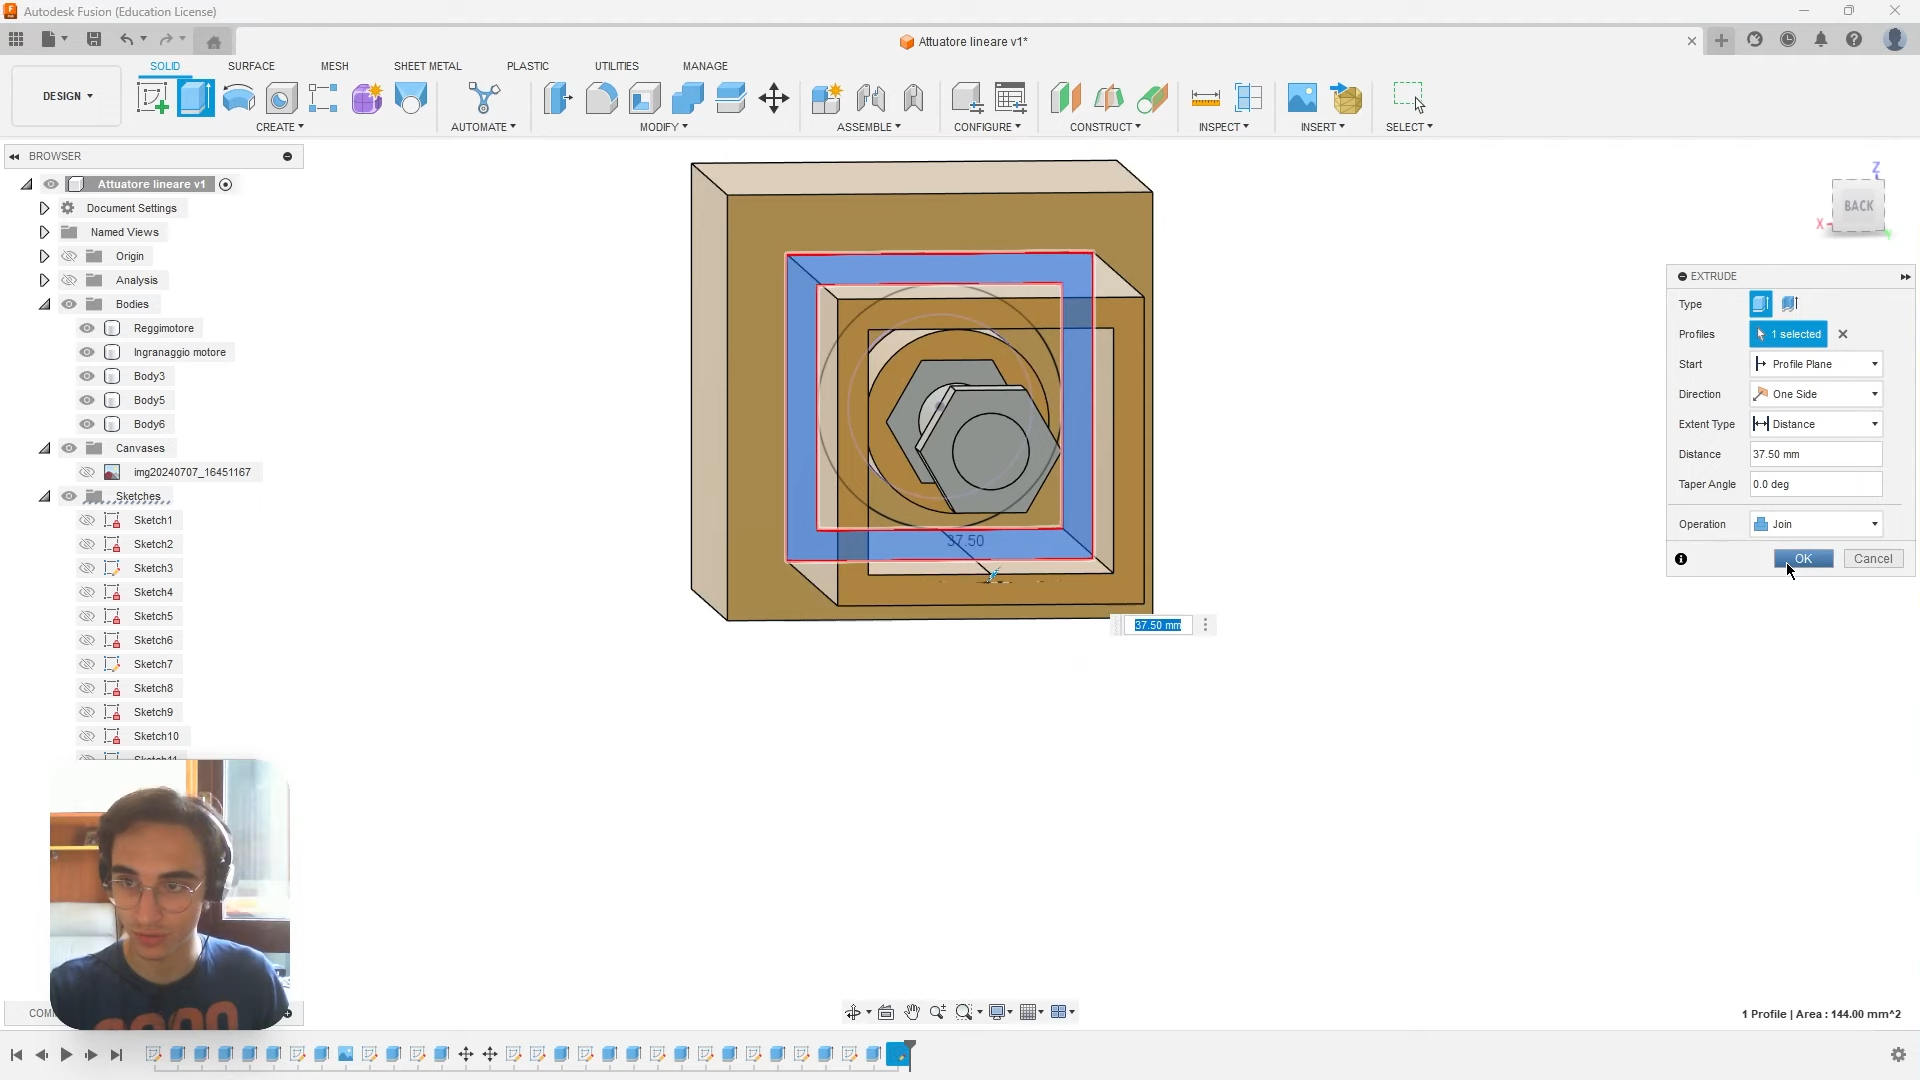 Autodesk Fusion (Education License)
Attuatore lineare v1*
DESIGN
SOLID SURFACE MESH SHEET METAL PLASTIC UTILITIES MANAGE
CREATE AUTOMATE MODIFY ASSEMBLE CONFIGURE CONSTRUCT INSPECT INSERT SELECT
BROWSER
Attuatore lineare v1
Document Settings
Named Views
Origin
Analysis
Bodies
Reggimotore
Ingranaggio motore
Body3
Body5
Body6
Canvases
img20240707_16451167
Sketches
Sketch1
Sketch2
Sketch3
Sketch4
Sketch5
Sketch6
Sketch7
Sketch8
Sketch9
Sketch10
Sketch11
37.50
37.50 mm
Z
BACK
X
EXTRUDE
Type
Profiles 1 selected
Start Profile Plane
Direction One Side
Extent Type Distance
Distance 37.50 mm
Taper Angle 0.0 deg
Operation Join
OK Cancel
1 Profile | Area : 144.00 mm^2